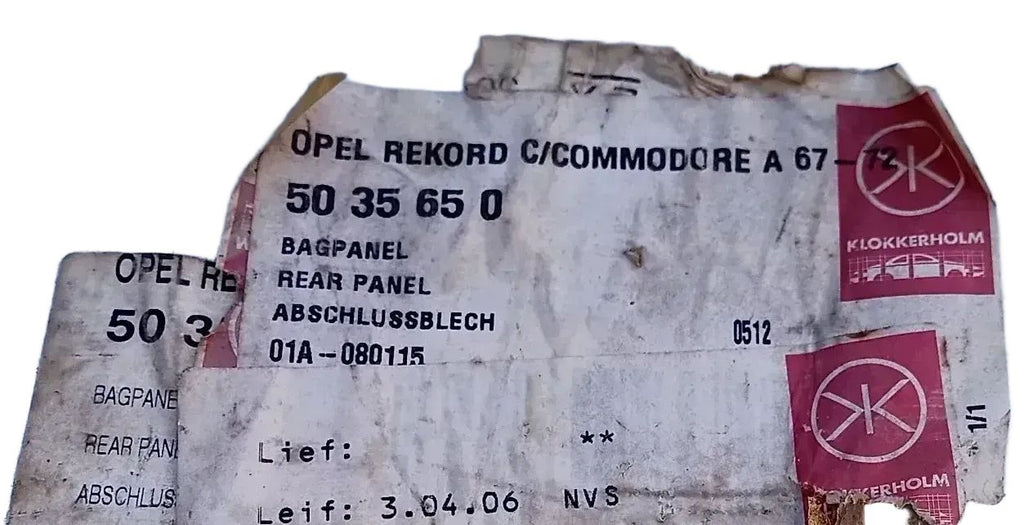 OPEL REKORD C/COMMODORE A 67-72
50 35 65 0
BAGPANEL
REAR PANEL
ABSCHLUSSBLECH
01A-080115
0512
KLOKKERHOLM
OPEL RE
50 3
BAGPANE
REAR PAN
ABSCHLUS
Lief: **
Leif: 3.04.06 NVS
1/1
KLOKKERHOLM